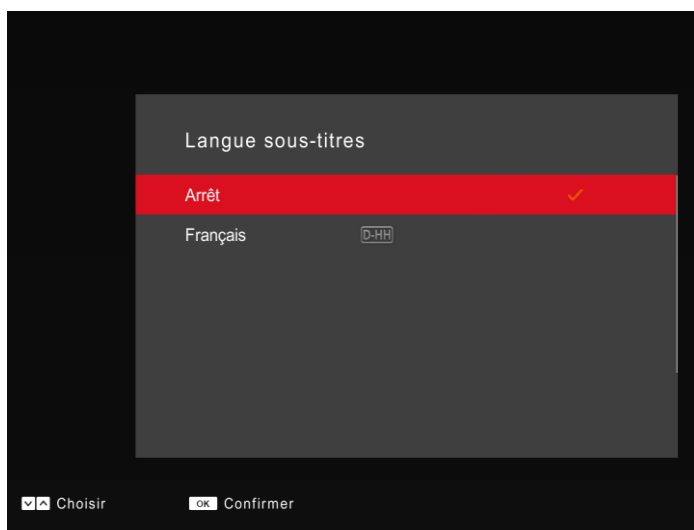 Langue sous-titres
Arrêt
Français D-HH
Choisir OK Confirmer